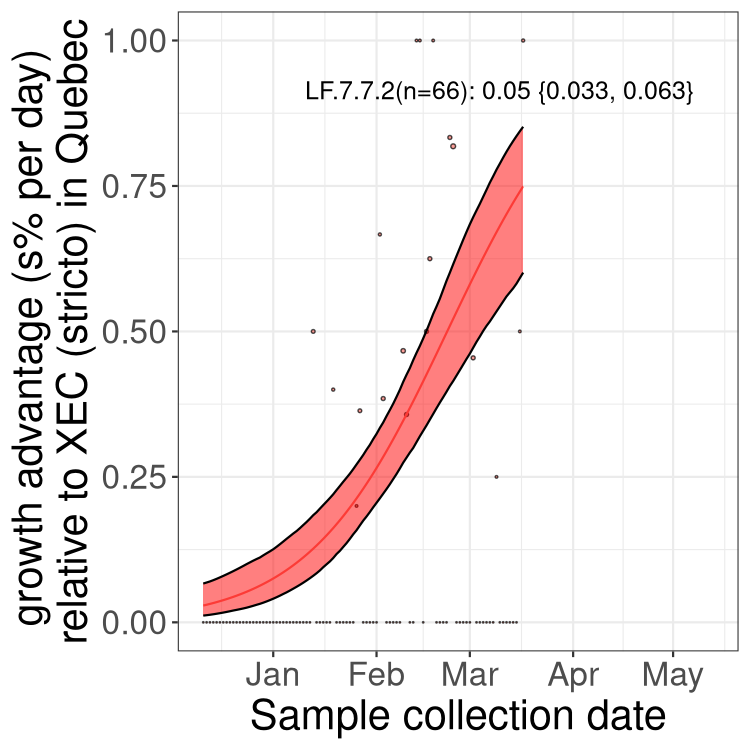 growth advantage (s% per day)
relative to XEC (stricto) in Quebec
1.00
0.75
0.50
0.25
0.00
LF.7.7.2(n=66): 0.05 {0.033, 0.063}
Jan Feb Mar Apr May
Sample collection date